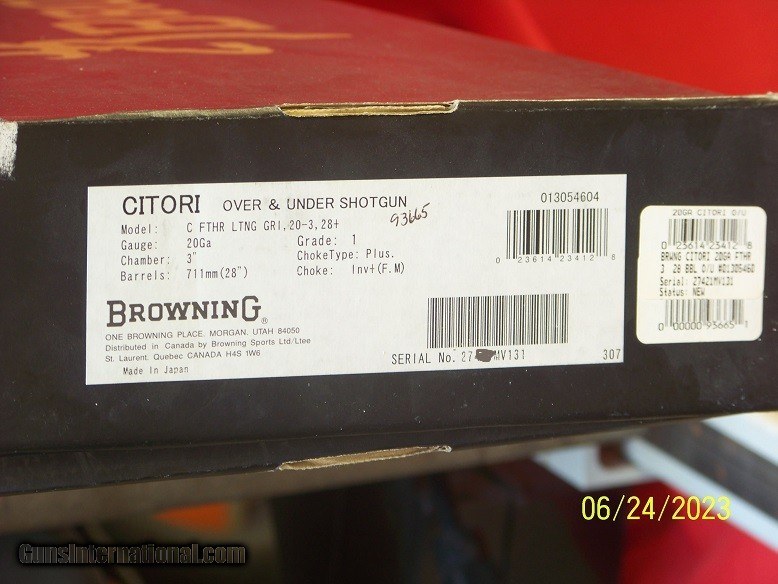 CITORI OVER & UNDER SHOTGUN
013054604
93665
Model: C FTHR LTNG GRI, 20-3, 28+
Gauge: 20Ga Grade: 1
Chamber: 3" ChokeType: Plus.
Barrels: 711mm(28") Choke: Inv+(F.M)
0 23614 23412 8
BROWNING®
ONE BROWNING PLACE. MORGAN. UTAH 84050
Distributed in Canada by Browning Sports Ltd/Ltee
St. Laurent. Quebec CANADA H4S 1W6
Made In Japan
SERIAL No. 27 MV131
307
20GA CITORI O/U
0 23614 23412 8
BRWNG CITORI 20GA FTHR
3 28 BBL O/U #01305460
Serial: 27421MV131
Status: NEW
0 00000 93665 1
06/24/2023
GunsInternational.com